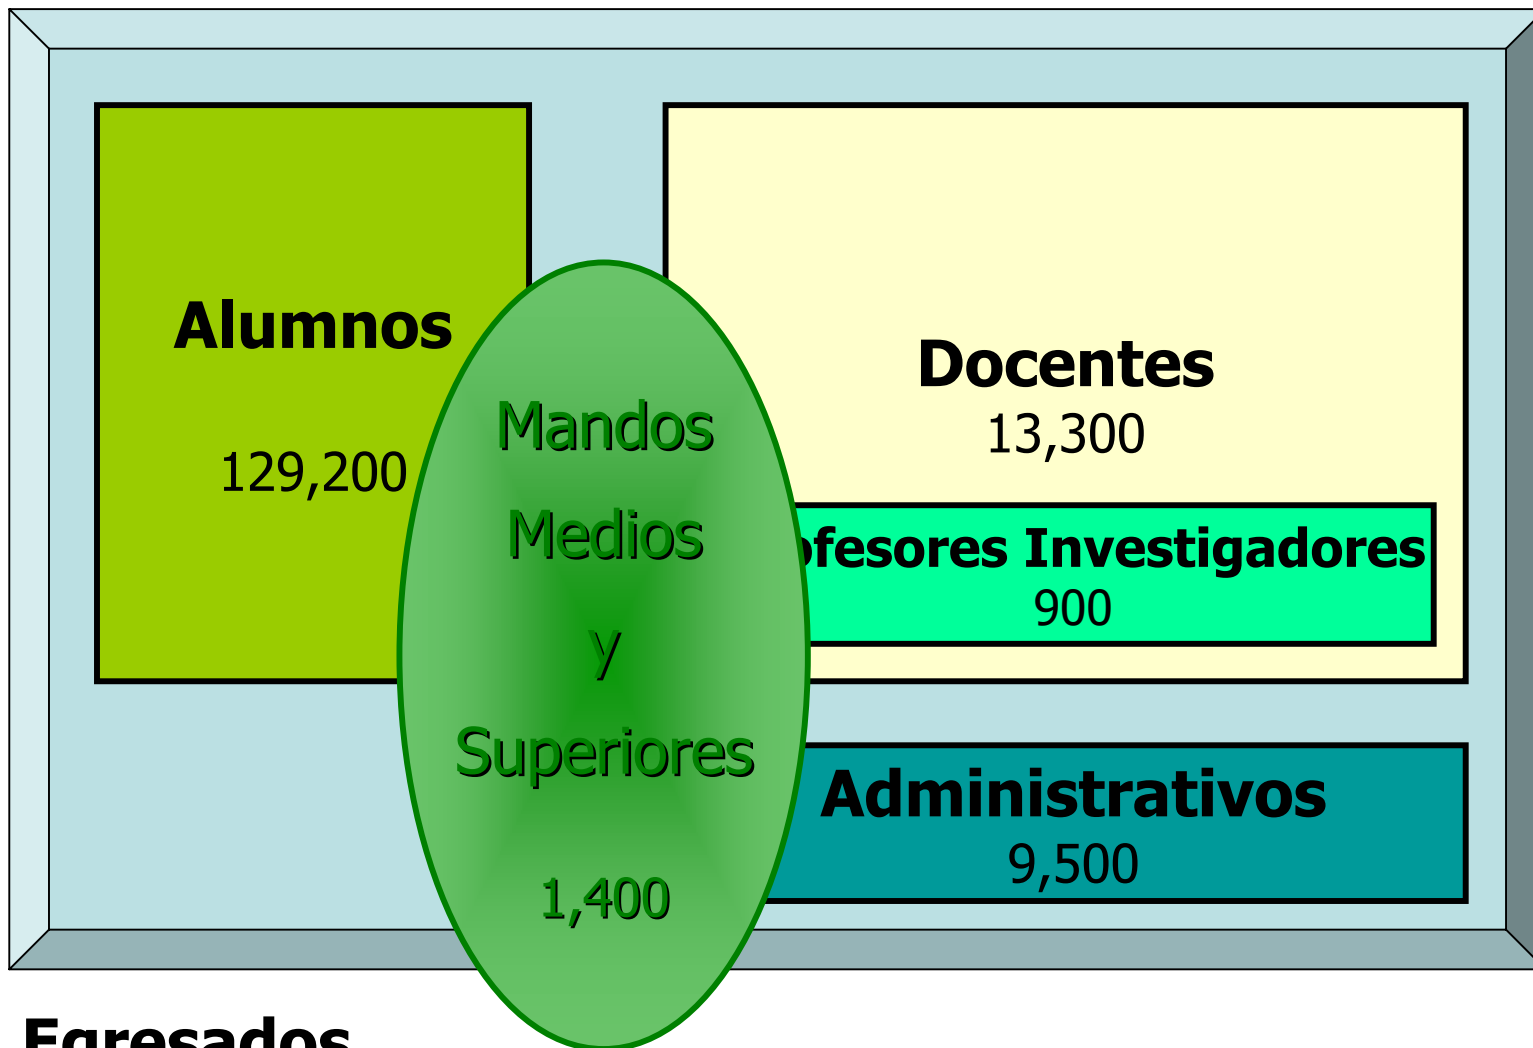 Alumnos
129,200
Mandos
Medios
y
Superiores
1,400
Docentes
13,300
ofesores Investigadores
900
Administrativos
9,500
Egresados